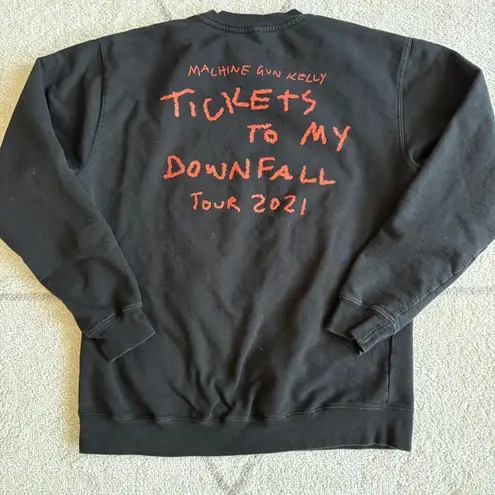 MACHINE GUN KELLY
TICKETS
TO MY
DOWNFALL
TOUR 2021